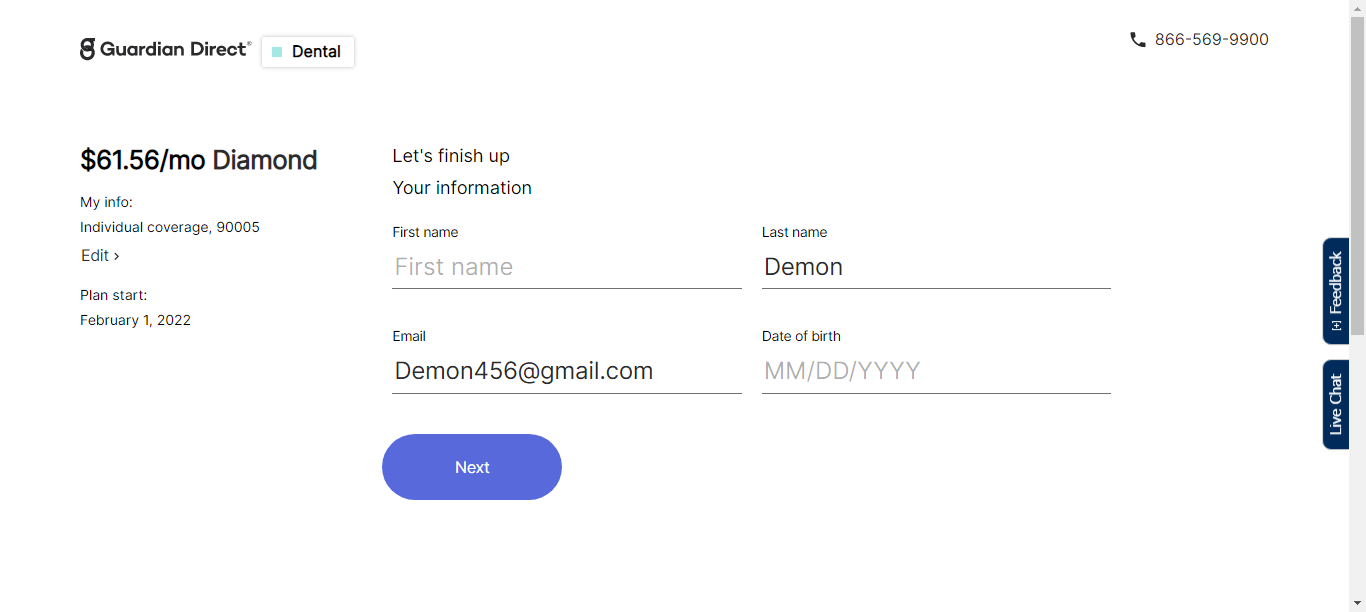 Guardian Direct®
Dental
866-569-9900
$61.56/mo Diamond
My info:
Individual coverage, 90005
Edit ›
Plan start:
February 1, 2022
Let's finish up
Your information
First name
First name
Last name
Demon
Email
Demon456@gmail.com
Date of birth
MM/DD/YYYY
Next
[+] Feedback
Live Chat